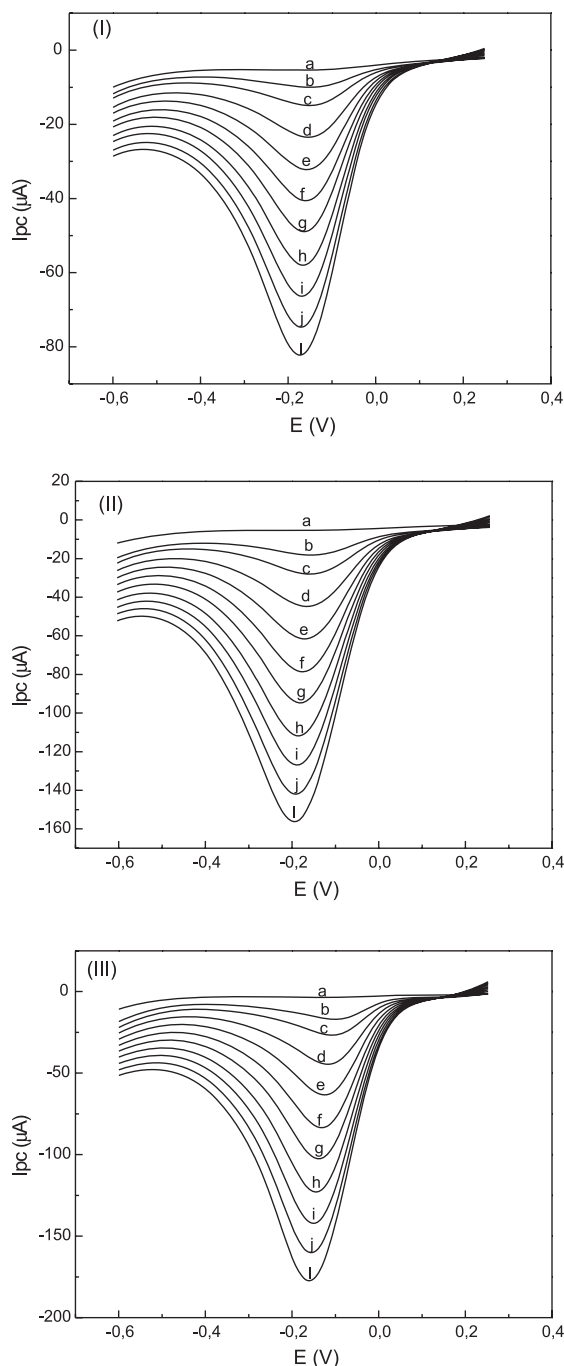 (I)
0
-20
-40
-60
-80
Ipc (µA)
a
b
c
d
e
f
g
h
i
j
l
-0,6
-0,4
-0,2
0,0
0,2
0,4
E (V)
(II)
20
0
-20
-40
-60
-80
-100
-120
-140
-160
Ipc (µA)
a
b
c
d
e
f
g
h
i
j
l
-0,6
-0,4
-0,2
0,0
0,2
0,4
E (V)
(III)
0
-50
-100
-150
-200
Ipc (µA)
a
b
c
d
e
f
g
h
i
j
l
-0,6
-0,4
-0,2
0,0
0,2
0,4
E (V)